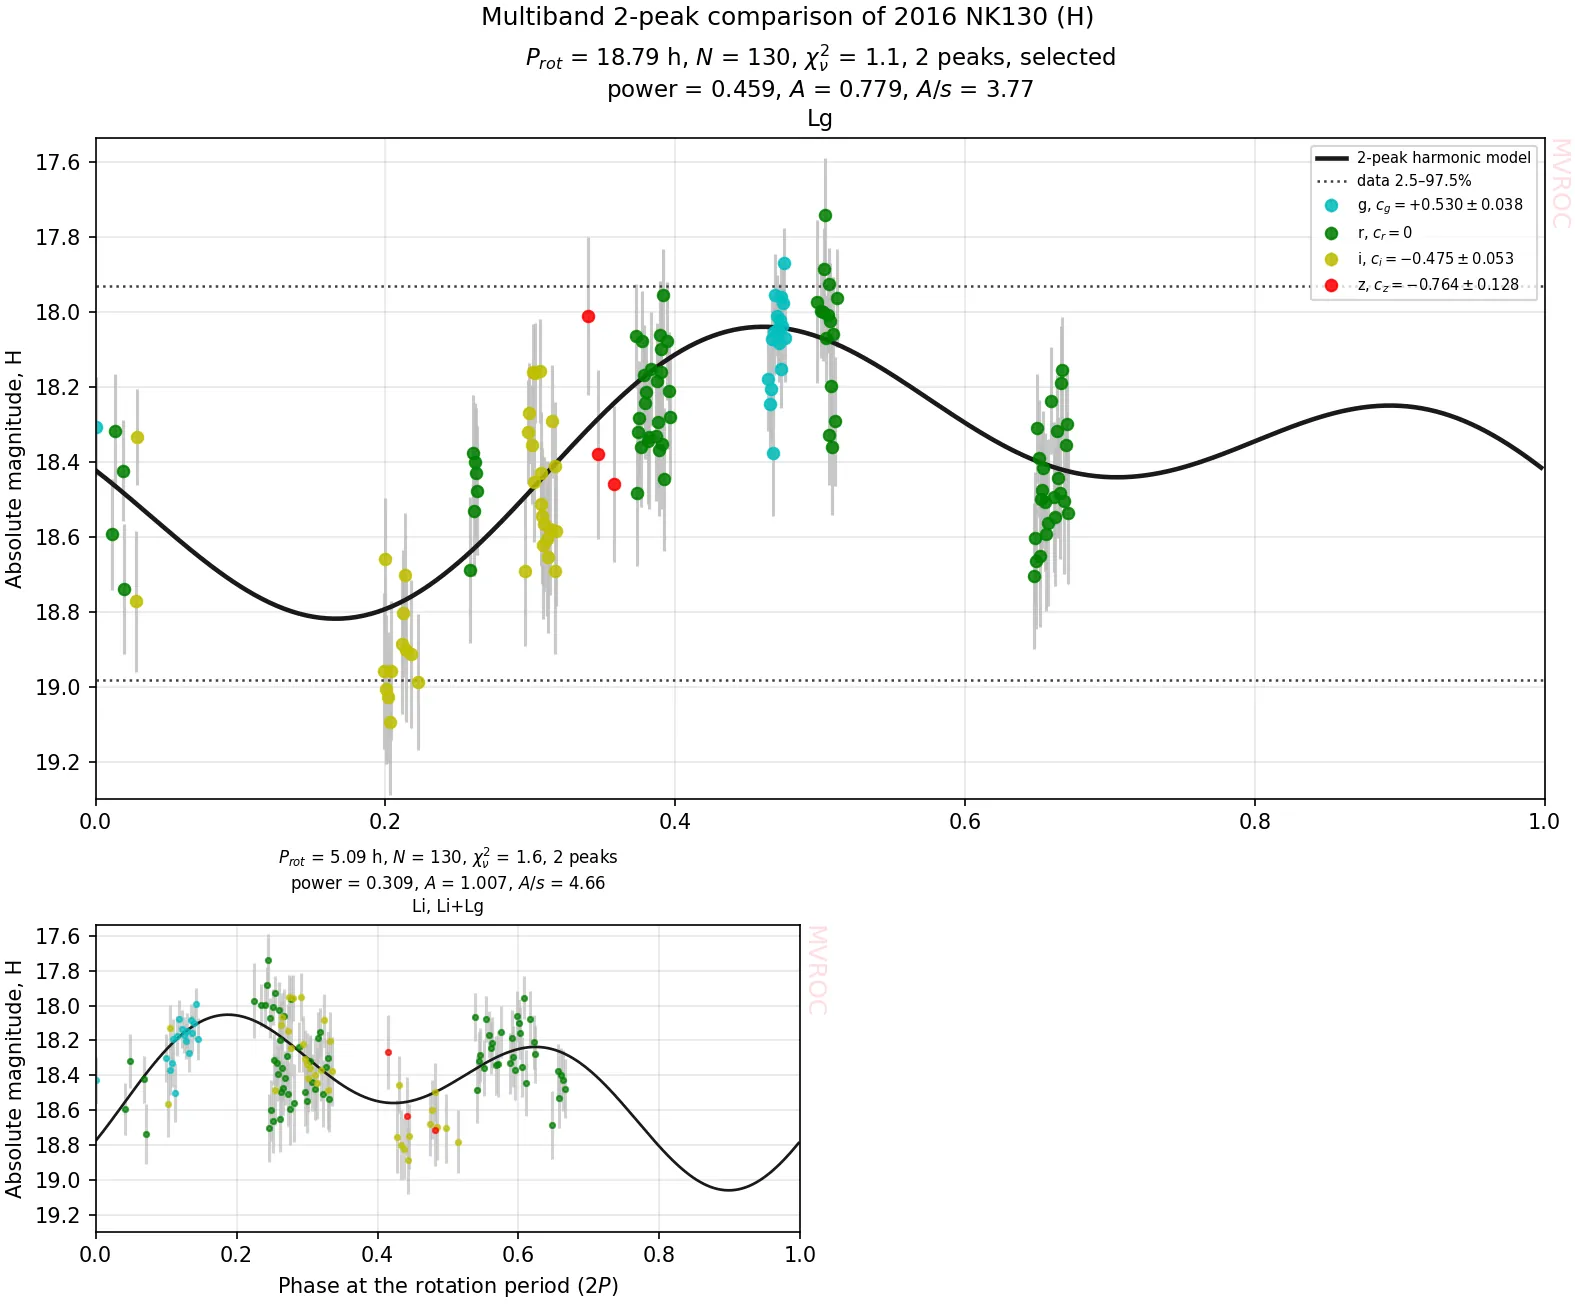 Multiband 2-peak comparison of 2016 NK130 (H)
P_rot = 18.79 h, N = 130, χ²_ν = 1.1, 2 peaks, selected
power = 0.459, A = 0.779, A/s = 3.77
Lg
Absolute magnitude, H
17.6
17.8
18.0
18.2
18.4
18.6
18.8
19.0
19.2
0.0 0.2 0.4 0.6 0.8 1.0
2-peak harmonic model
data 2.5–97.5%
g, c_g = +0.530 ± 0.038
r, c_r = 0
i, c_i = −0.475 ± 0.053
z, c_z = −0.764 ± 0.128
MVROC
P_rot = 5.09 h, N = 130, χ²_ν = 1.6, 2 peaks
power = 0.309, A = 1.007, A/s = 4.66
Li, Li+Lg
Absolute magnitude, H
17.6
17.8
18.0
18.2
18.4
18.6
18.8
19.0
19.2
0.0 0.2 0.4 0.6 0.8 1.0
Phase at the rotation period (2P)
MVROC